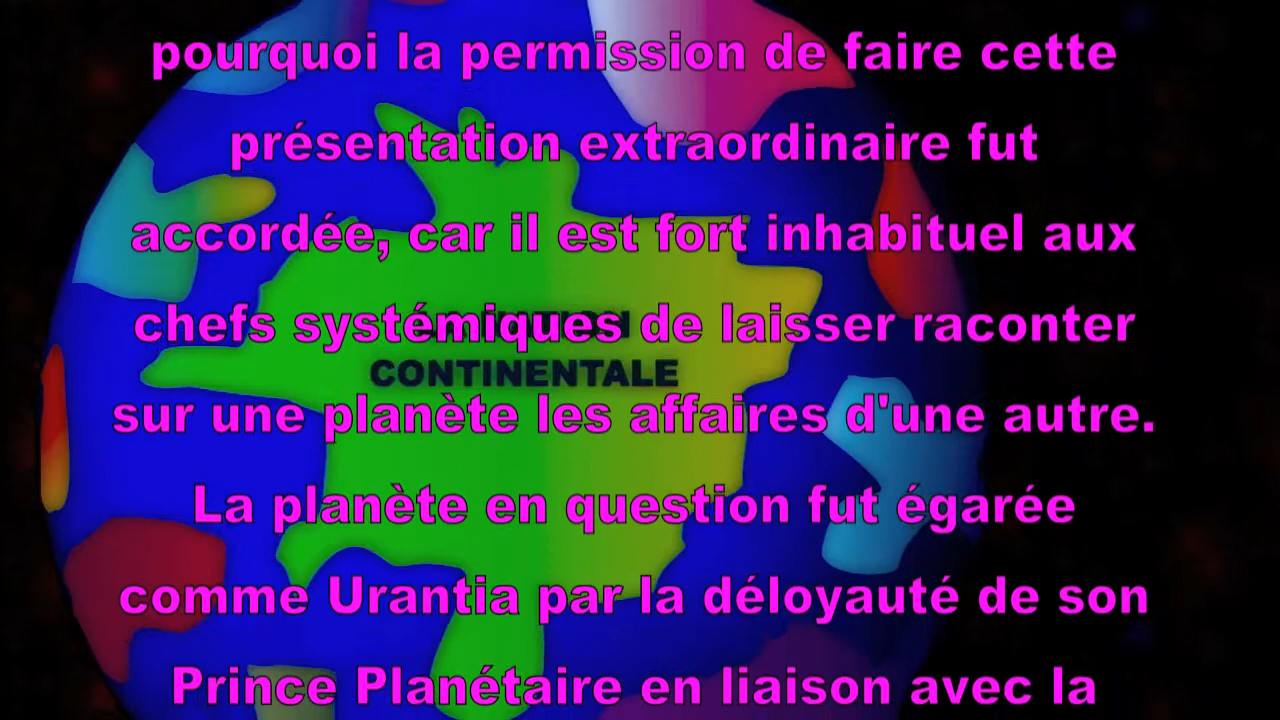 pourquoi la permission de faire cette
présentation extraordinaire fut
accordée, car il est fort inhabituel aux
chefs systémiques de laisser raconter
CONTINENTALE
sur une planète les affaires d'une autre.
La planète en question fut égarée
comme Urantia par la déloyauté de son
Prince Planétaire en liaison avec la